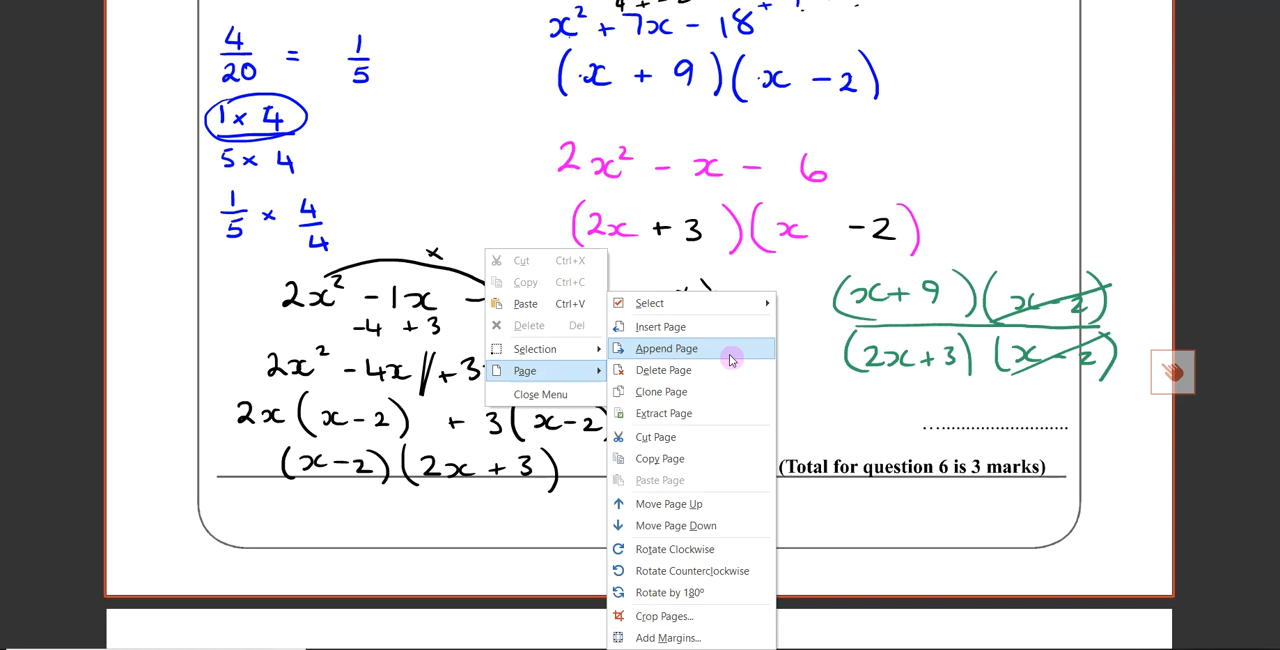 x² + 7x - 18
(x + 9)(x - 2)
4/20 = 1/5
1 × 4
5 × 4
1/5 × 4/4
2x² - x - 6
(2x + 3)(x - 2)
2x² - 1x -
-4 +3
2x² - 4x // + 3
2x(x - 2) + 3(x - 2)
(x - 2)(2x + 3)
(x + 9)(x - 2)
(2x + 3)(x - 2)
(Total for question 6 is 3 marks)
Cut Ctrl+X
Copy Ctrl+C
Paste Ctrl+V
Delete Del
Selection
Page
Close Menu
Select
Insert Page
Append Page
Delete Page
Clone Page
Extract Page
Cut Page
Copy Page
Paste Page
Move Page Up
Move Page Down
Rotate Clockwise
Rotate Counterclockwise
Rotate by 180°
Crop Pages...
Add Margins...